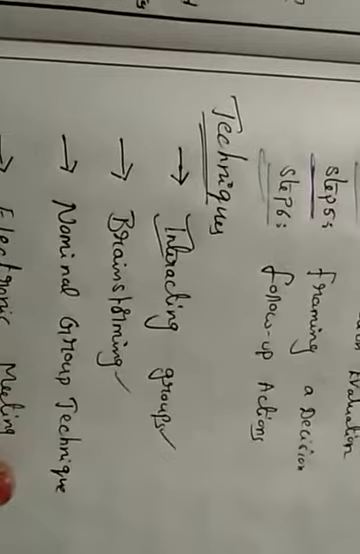 Evaluation
Step5: Framing a Decision
Step6: Follow-up Actions
Techniques
→ Interacting groups
→ Brainstorming
→ Nominal Group Technique
→ Electronic Meeting